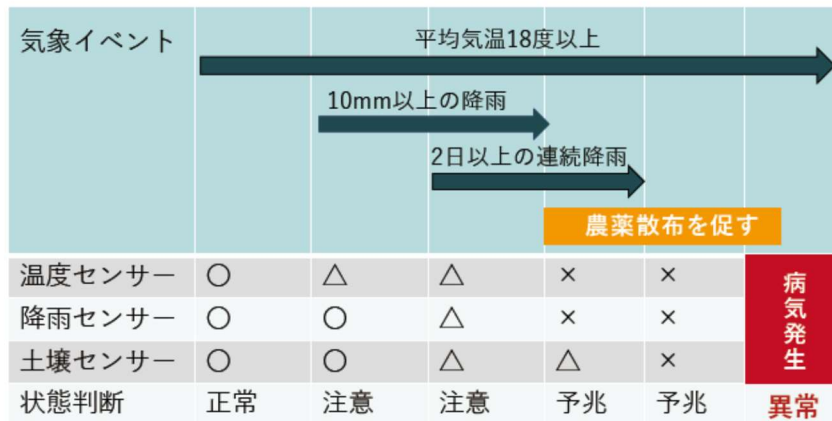 気象イベント
平均気温18度以上
10mm以上の降雨
2日以上の連続降雨
農薬散布を促す
温度センサー ○ △ △ × ×
降雨センサー ○ ○ △ × ×
土壌センサー ○ ○ △ △ ×
病気発生
状態判断 正常 注意 注意 予兆 予兆 異常